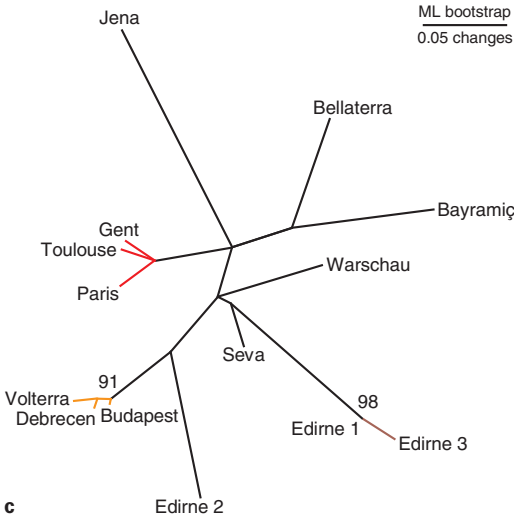 Jena
ML bootstrap
0.05 changes
Bellaterra
Bayramiç
Gent
Toulouse
Paris
Warschau
Seva
91
Volterra
Debrecen Budapest
98
Edirne 1
Edirne 3
c
Edirne 2